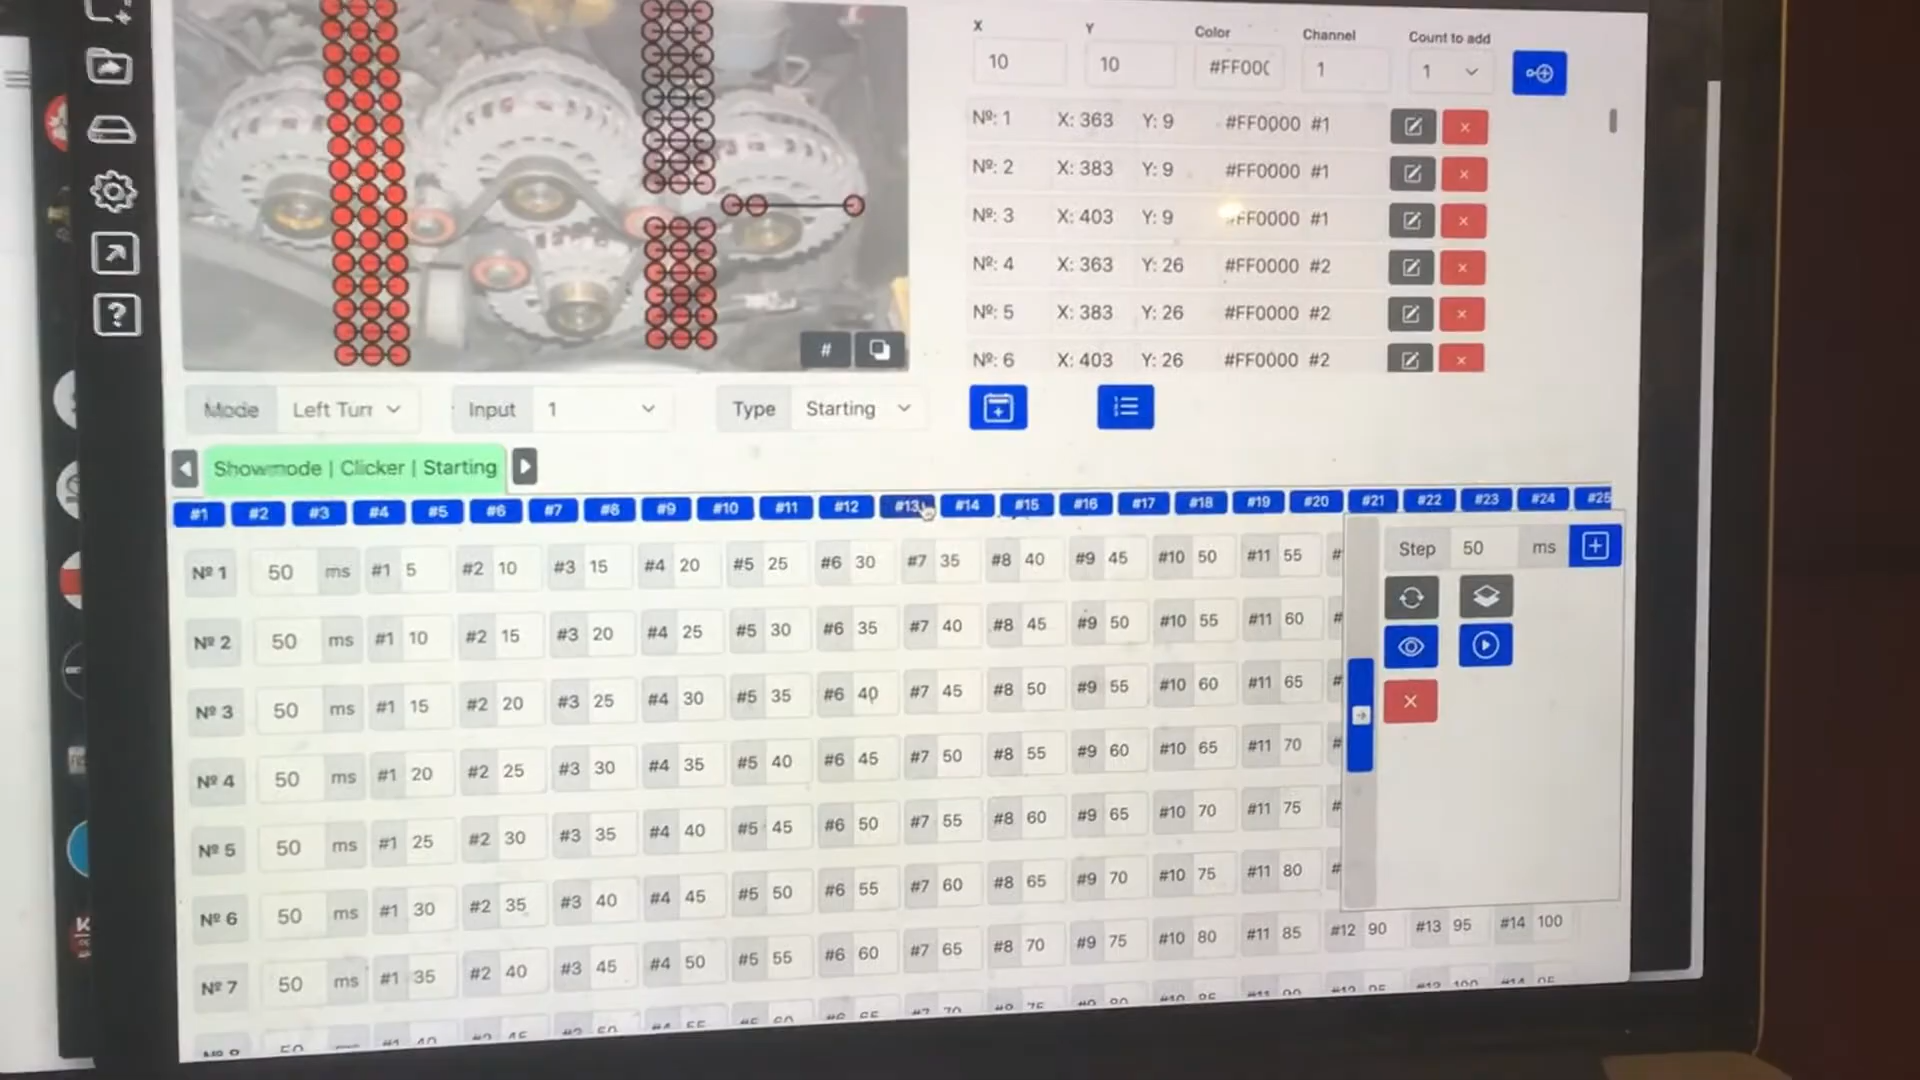 X Y Color Channel Count to add
10 10 #FF00( 1 1
Nº: 1 X: 363 Y: 9 #FF0000 #1
Nº: 2 X: 383 Y: 9 #FF0000 #1
Nº: 3 X: 403 Y: 9 #FF0000 #1
Nº: 4 X: 363 Y: 26 #FF0000 #2
Nº: 5 X: 383 Y: 26 #FF0000 #2
Nº: 6 X: 403 Y: 26 #FF0000 #2
#
?
Mode Left Turr Input 1 Type Starting
Showmode | Clicker | Starting
#1 #2 #3 #4 #5 #6 #7 #8 #9 #10 #11 #12 #13 #14 #15 #16 #17 #18 #19 #20 #21 #22 #23 #24 #25
Step 50 ms
Nº 1 50 ms #1 5 #2 10 #3 15 #4 20 #5 25 #6 30 #7 35 #8 40 #9 45 #10 50 #11 55 #
Nº 2 50 ms #1 10 #2 15 #3 20 #4 25 #5 30 #6 35 #7 40 #8 45 #9 50 #10 55 #11 60 #
Nº 3 50 ms #1 15 #2 20 #3 25 #4 30 #5 35 #6 40 #7 45 #8 50 #9 55 #10 60 #11 65 #
Nº 4 50 ms #1 20 #2 25 #3 30 #4 35 #5 40 #6 45 #7 50 #8 55 #9 60 #10 65 #11 70 #
Nº 5 50 ms #1 25 #2 30 #3 35 #4 40 #5 45 #6 50 #7 55 #8 60 #9 65 #10 70 #11 75 #
Nº 6 50 ms #1 30 #2 35 #3 40 #4 45 #5 50 #6 55 #7 60 #8 65 #9 70 #10 75 #11 80 #
Nº 7 50 ms #1 35 #2 40 #3 45 #4 50 #5 55 #6 60 #7 65 #8 70 #9 75 #10 80 #11 85 #12 90 #13 95 #14 100